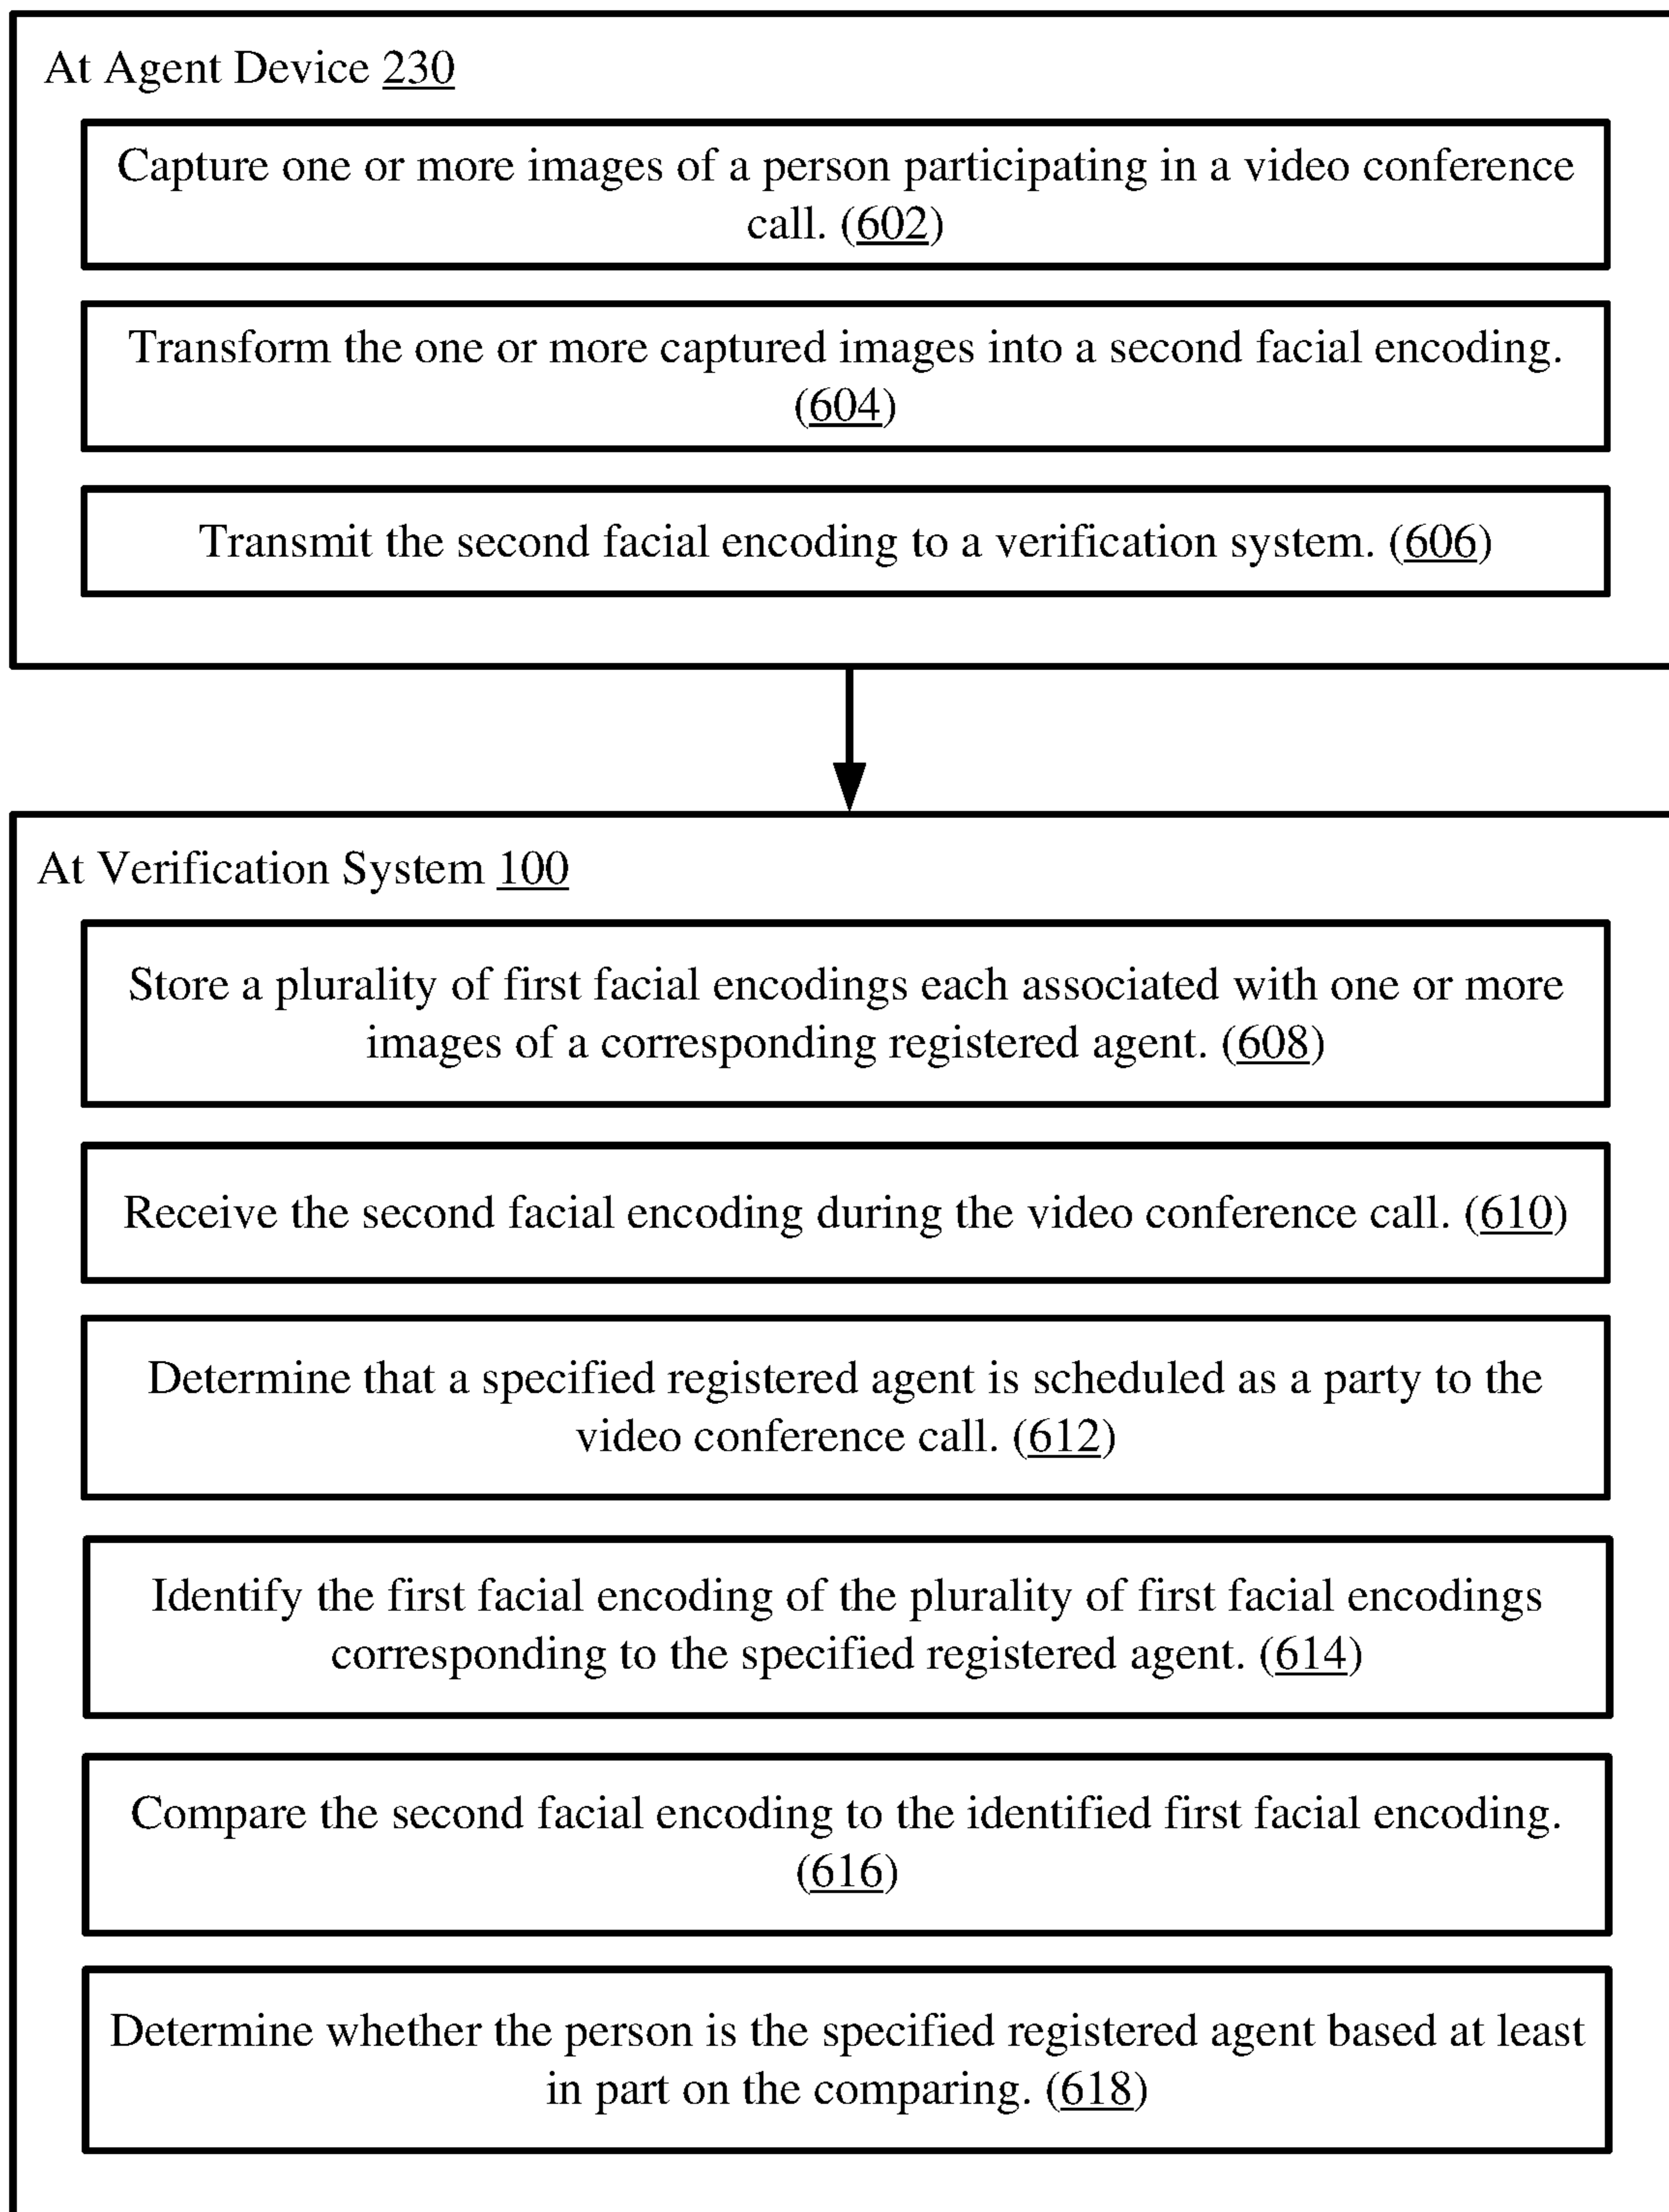 At Agent Device 230
Capture one or more images of a person participating in a video conference
call. (602)
Transform the one or more captured images into a second facial encoding.
(604)
Transmit the second facial encoding to a verification system. (606)
At Verification System 100
Store a plurality of first facial encodings each associated with one or more
images of a corresponding registered agent. (608)
Receive the second facial encoding during the video conference call. (610)
Determine that a specified registered agent is scheduled as a party to the
video conference call. (612)
Identify the first facial encoding of the plurality of first facial encodings
corresponding to the specified registered agent. (614)
Compare the second facial encoding to the identified first facial encoding.
(616)
Determine whether the person is the specified registered agent based at least
in part on the comparing. (618)